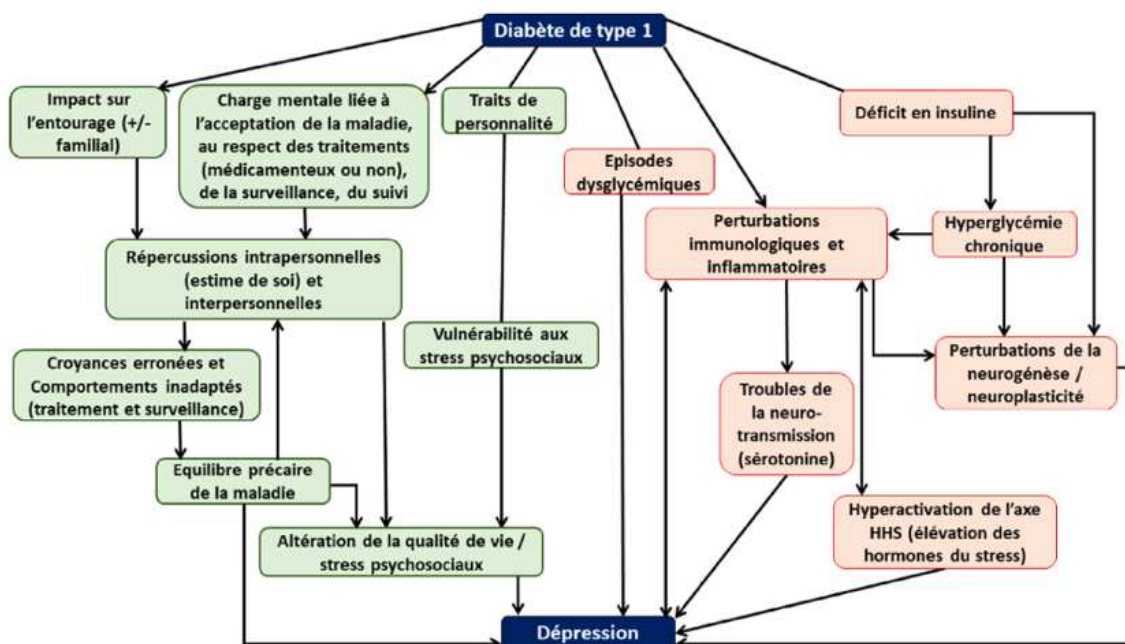 Diabète de type 1
Impact sur
l'entourage (+/-
familial)
Charge mentale liée à
l'acceptation de la maladie,
au respect des traitements
(médicamenteux ou non),
de la surveillance, du suivi
Traits de
personnalité
Episodes
dysglycémiques
Déficit en insuline
Perturbations
immunologiques et
inflammatoires
Hyperglycémie
chronique
Répercussions intrapersonnelles
(estime de soi) et
interpersonnelles
Vulnérabilité aux
stress psychosociaux
Croyances erronées et
Comportements inadaptés
(traitement et surveillance)
Perturbations de la
neurogénèse /
neuroplasticité
Troubles de
la neuro-
transmission
(sérotonine)
Equilibre précaire
de la maladie
Hyperactivation de l'axe
HHS (élévation des
hormones du stress)
Altération de la qualité de vie /
stress psychosociaux
Dépression